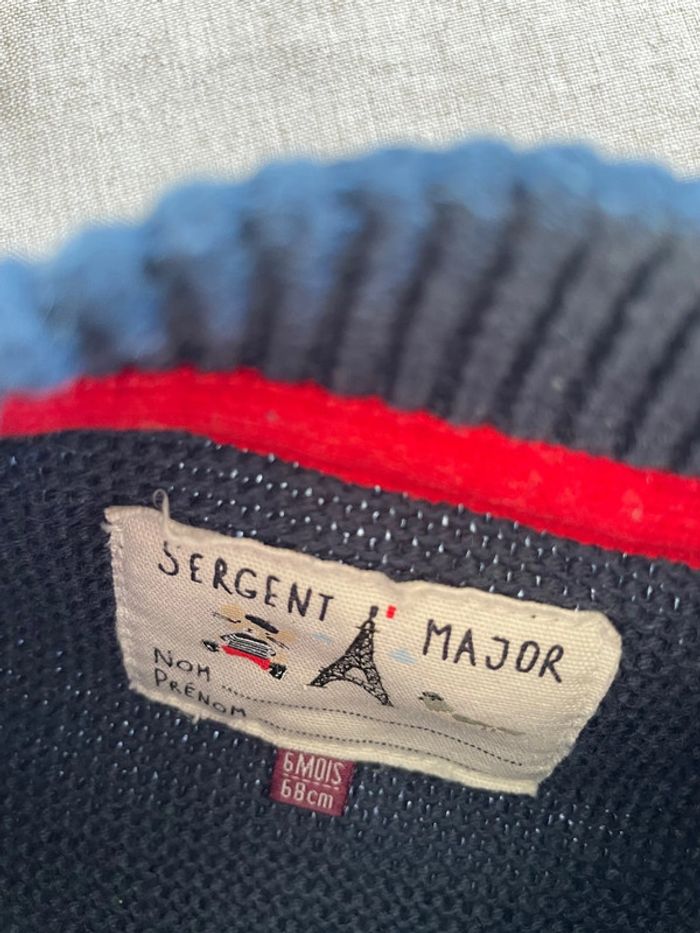 SERGENT MAJOR
NOM
PRÉNOM
6 MOIS
68cm